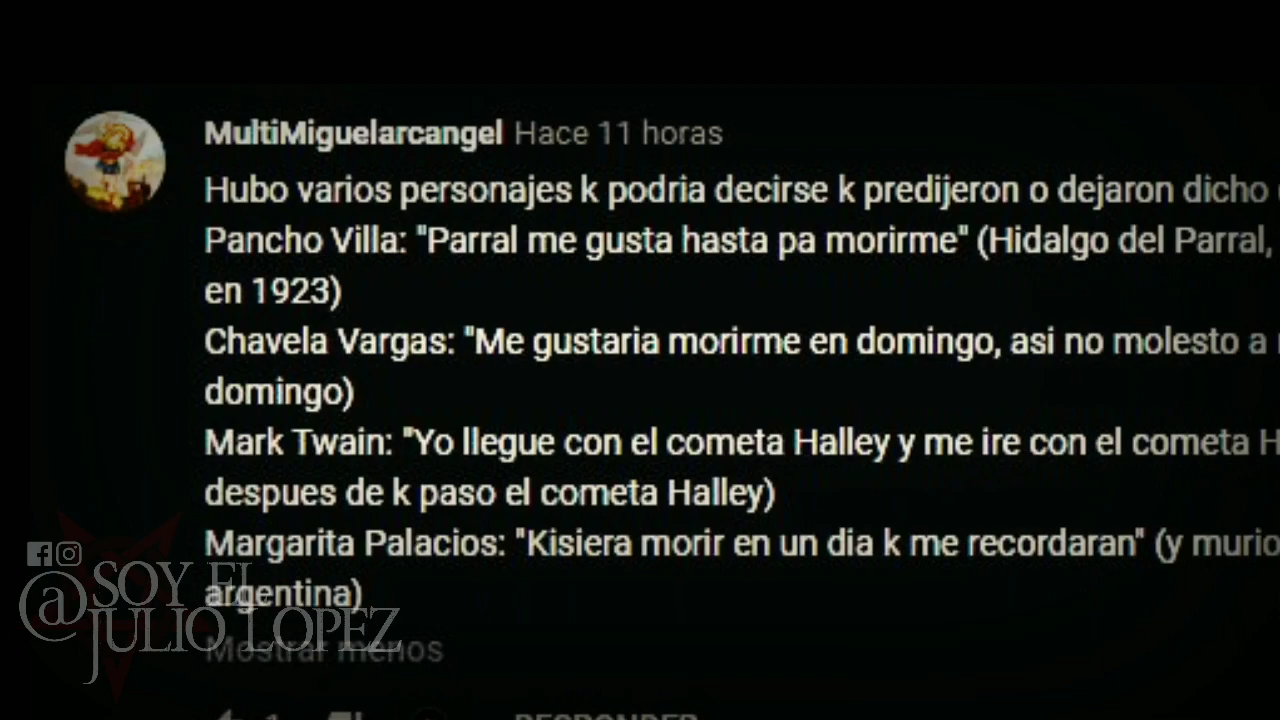 MultiMiguelarcangel Hace 11 horas
Hubo varios personajes k podria decirse k predijeron o dejaron dicho
Pancho Villa: "Parral me gusta hasta pa morirme" (Hidalgo del Parral,
en 1923)
Chavela Vargas: "Me gustaria morirme en domingo, asi no molesto a
domingo)
Mark Twain: "Yo llegue con el cometa Halley y me ire con el cometa
despues de k paso el cometa Halley)
Margarita Palacios: "Kisiera morir en un dia k me recordaran" (y murio
argentina)
Mostrar menos
1 RESPONDER
@SOY EL
JULIO LOPEZ